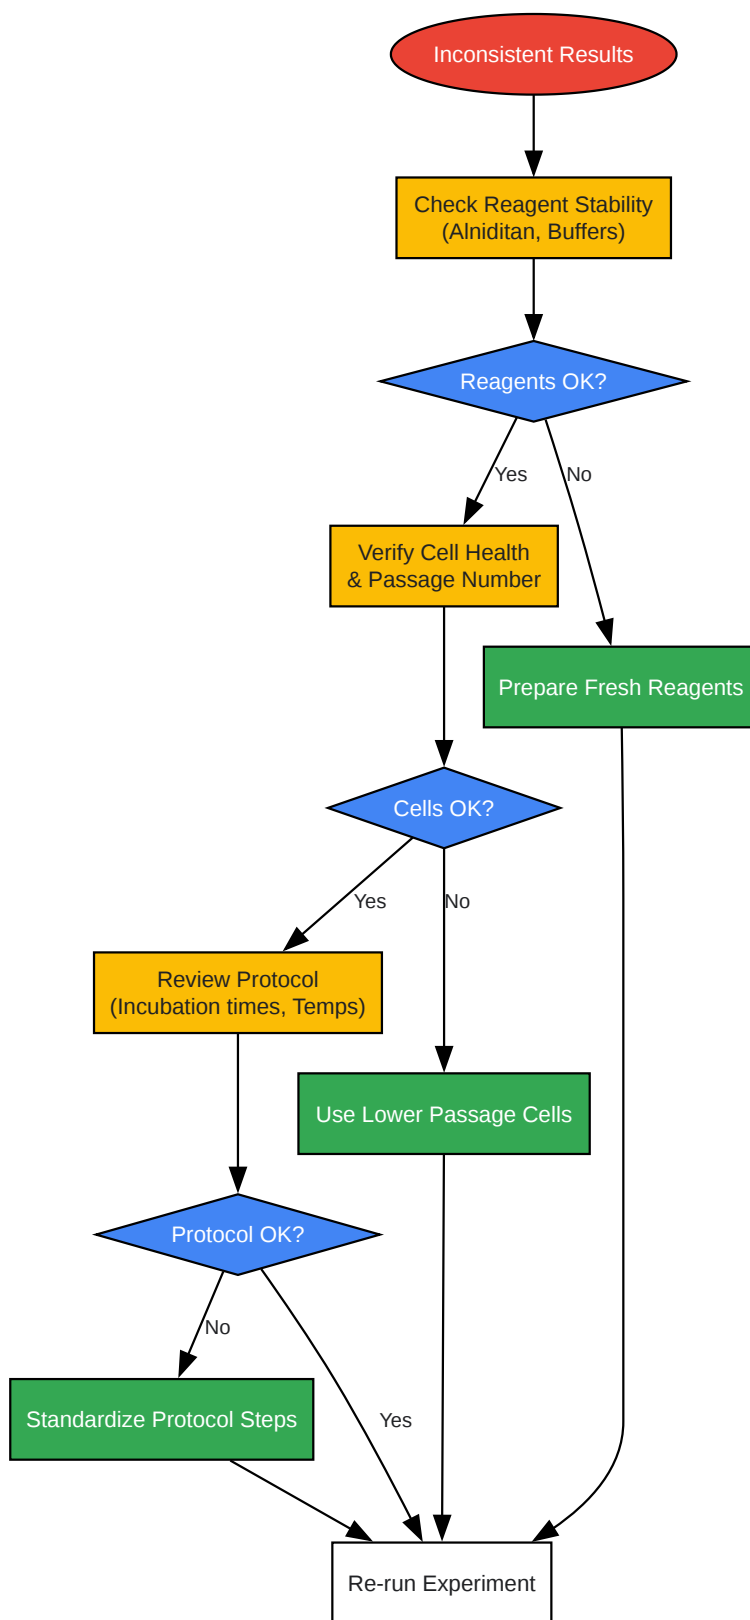 Inconsistent Results
Check Reagent Stability
(Alniditan, Buffers)
Reagents OK?
Yes
No
Verify Cell Health
& Passage Number
Prepare Fresh Reagents
Cells OK?
Yes
No
Review Protocol
(Incubation times, Temps)
Use Lower Passage Cells
Protocol OK?
No
Standardize Protocol Steps
Yes
Re-run Experiment